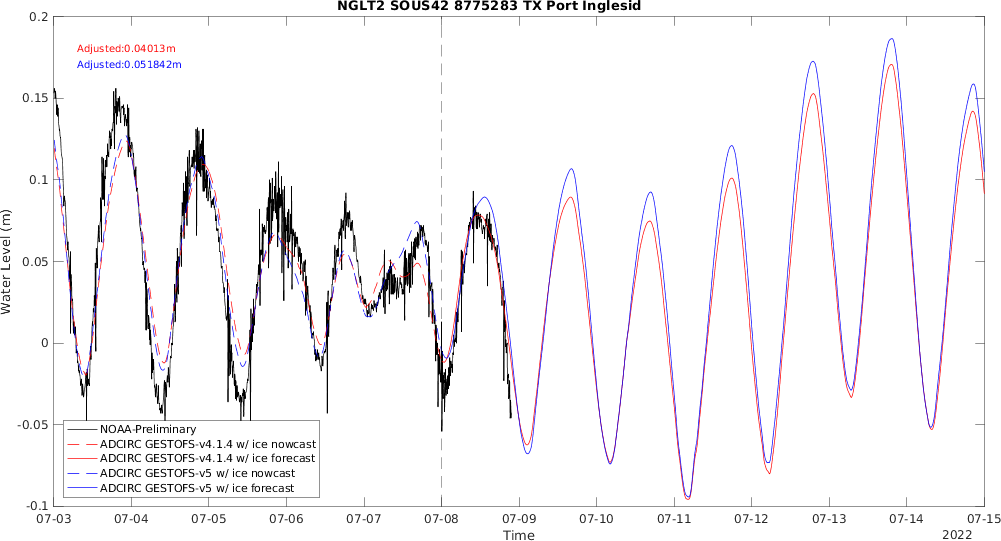 NGLT2 SOUS42 8775283 TX Port Inglesid
0.2
Adjusted:0.04013m
Adjusted:0.051842m
0.15
0.1
0.05
Water Level (m)
0
-0.05
NOAA-Preliminary
ADCIRC GESTOFS-v4.1.4 w/ ice nowcast
ADCIRC GESTOFS-v4.1.4 w/ ice forecast
ADCIRC GESTOFS-v5 w/ ice nowcast
ADCIRC GESTOFS-v5 w/ ice forecast
-0.1
07-03 07-04 07-05 07-06 07-07 07-08 07-09 07-10 07-11 07-12 07-13 07-14 07-15
Time
2022